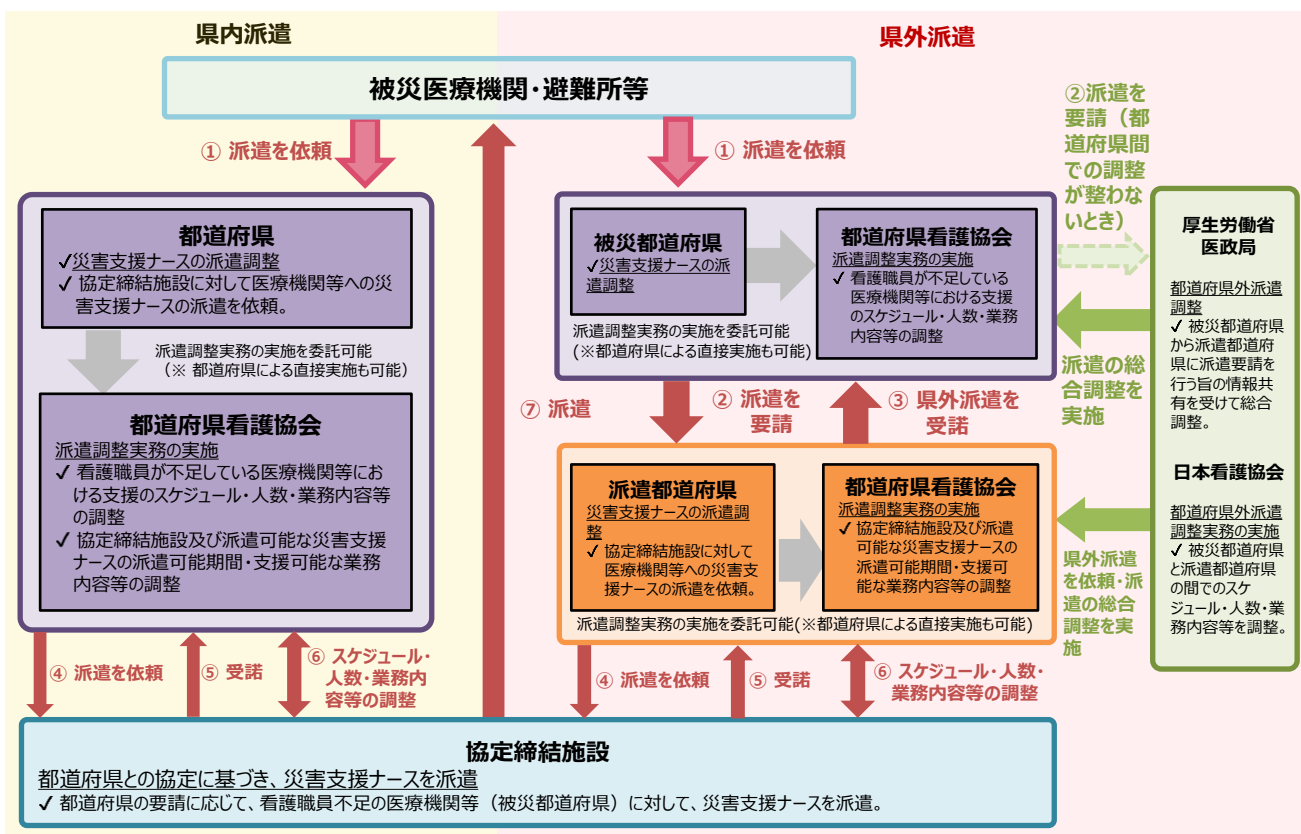 県内派遣
県外派遣
被災医療機関・避難所等
① 派遣を依頼
① 派遣を依頼
②派遣を
要請（都
道府県間
での調整
が整わな
いとき）
都道府県
✓災害支援ナースの派遣調整
✓ 協定締結施設に対して医療機関等への災
害支援ナースの派遣を依頼。
派遣調整実務の実施を委託可能
（※ 都道府県による直接実施も可能）
都道府県看護協会
派遣調整実務の実施
✓ 看護職員が不足している医療機関等にお
ける支援のスケジュール・人数・業務内容等
の調整
✓ 協定締結施設及び派遣可能な災害支援
ナースの派遣可能期間・支援可能な業務
内容等の調整
被災都道府県
✓災害支援ナースの派
遣調整
都道府県看護協会
派遣調整実務の実施
✓ 看護職員が不足している
医療機関等における支援
のスケジュール・人数・業務
内容等の調整
派遣調整実務の実施を委託可能
(※都道府県による直接実施も可能)
⑦ 派遣
② 派遣を
要請
③ 県外派遣を
受諾
派遣の総
合調整を
実施
厚生労働省
医政局
都道府県外派遣
調整
✓ 被災都道府県
から派遣都道府
県に派遣要請を
行う旨の情報共
有を受けて総合
調整。
日本看護協会
都道府県外派遣
調整実務の実施
✓ 被災都道府県
と派遣都道府県
の間でのスケ
ジュール・人数・業
務内容等を調整。
派遣都道府県
災害支援ナースの派遣調
整
✓ 協定締結施設に対して
医療機関等への災害支
援ナースの派遣を依頼。
都道府県看護協会
派遣調整実務の実施
✓ 協定締結施設及び派遣
可能な災害支援ナースの
派遣可能期間・支援可
能な業務内容等の調整
派遣調整実務の実施を委託可能(※都道府県による直接実施も可能)
県外派遣
を依頼・派
遣の総合
調整を実
施
④ 派遣を依頼
⑤ 受諾
⑥ スケジュール・
人数・業務内
容等の調整
④ 派遣を依頼
⑤ 受諾
⑥ スケジュール・人数・
業務内容等の調整
協定締結施設
都道府県との協定に基づき、災害支援ナースを派遣
✓ 都道府県の要請に応じて、看護職員不足の医療機関等（被災都道府県）に対して、災害支援ナースを派遣。